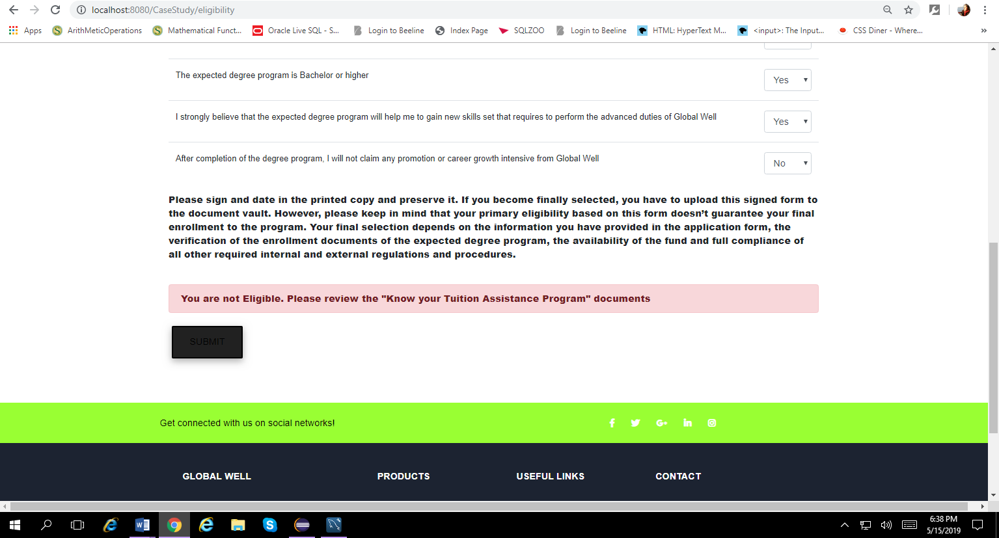 localhost:8080/CaseStudy/eligibility
Apps ArithMeticOperations Mathematical Funct... Oracle Live SQL - S... Login to Beeline Index Page SQLZOO Login to Beeline HTML: HyperText M... <input>: The Input... CSS Diner - Where... »
The expected degree program is Bachelor or higher Yes
I strongly believe that the expected degree program will help me to gain new skills set that requires to perform the advanced duties of Global Well Yes
After completion of the degree program, I will not claim any promotion or career growth intensive from Global Well No
Please sign and date in the printed copy and preserve it. If you become finally selected, you have to upload this signed form to
the document vault. However, please keep in mind that your primary eligibility based on this form doesn’t guarantee your final
enrollment to the program. Your final selection depends on the information you have provided in the application form, the
verification of the enrollment documents of the expected degree program, the availability of the fund and full compliance of
all other required internal and external regulations and procedures.
You are not Eligible. Please review the "Know your Tuition Assistance Program" documents
SUBMIT
Get connected with us on social networks!
GLOBAL WELL PRODUCTS USEFUL LINKS CONTACT
6:38 PM
5/15/2019